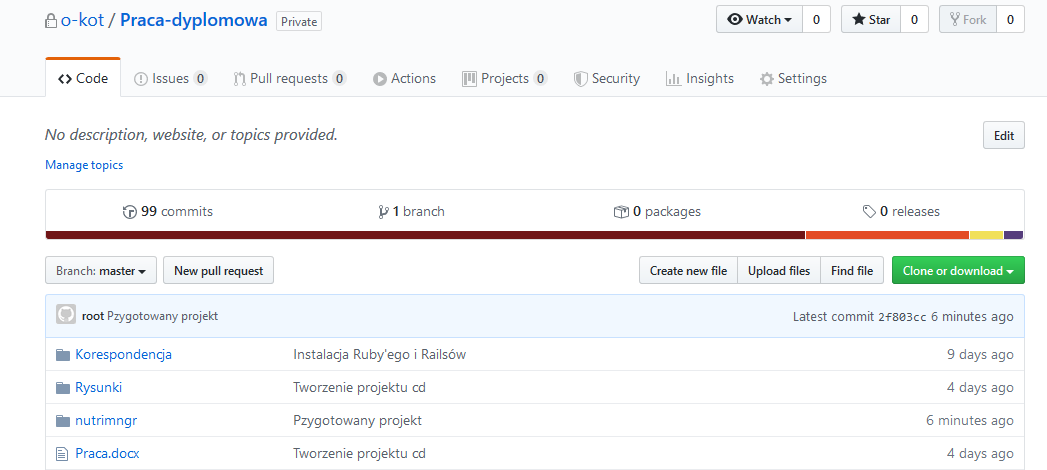 o-kot / Praca-dyplomowa Private Watch 0 Star 0 Fork 0
Code Issues 0 Pull requests 0 Actions Projects 0 Security Insights Settings
No description, website, or topics provided. Edit
Manage topics
99 commits 1 branch 0 packages 0 releases
Branch: master New pull request Create new file Upload files Find file Clone or download
root Pzygotowany projekt Latest commit 2f803cc 6 minutes ago
Korespondencja Instalacja Ruby'ego i Railsów 9 days ago
Rysunki Tworzenie projektu cd 4 days ago
nutrimngr Pzygotowany projekt 6 minutes ago
Praca.docx Tworzenie projektu cd 4 days ago